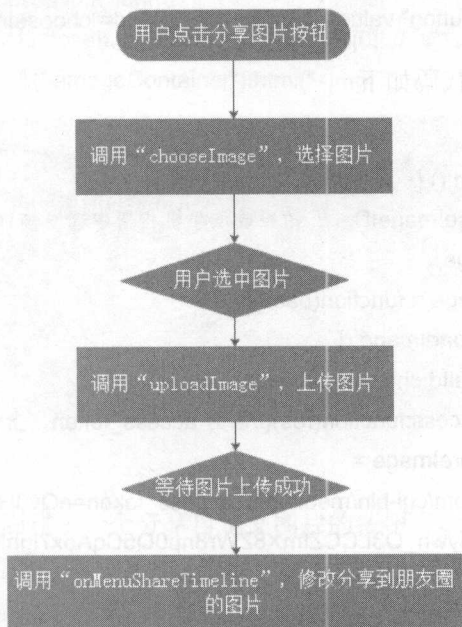 用户点击分享图片按钮
调用“chooseImage”，选择图片
用户选中图片
调用“uploadImage”，上传图片
等待图片上传成功
调用“onMenuShareTimeline”，修改分享到朋友圈
的图片